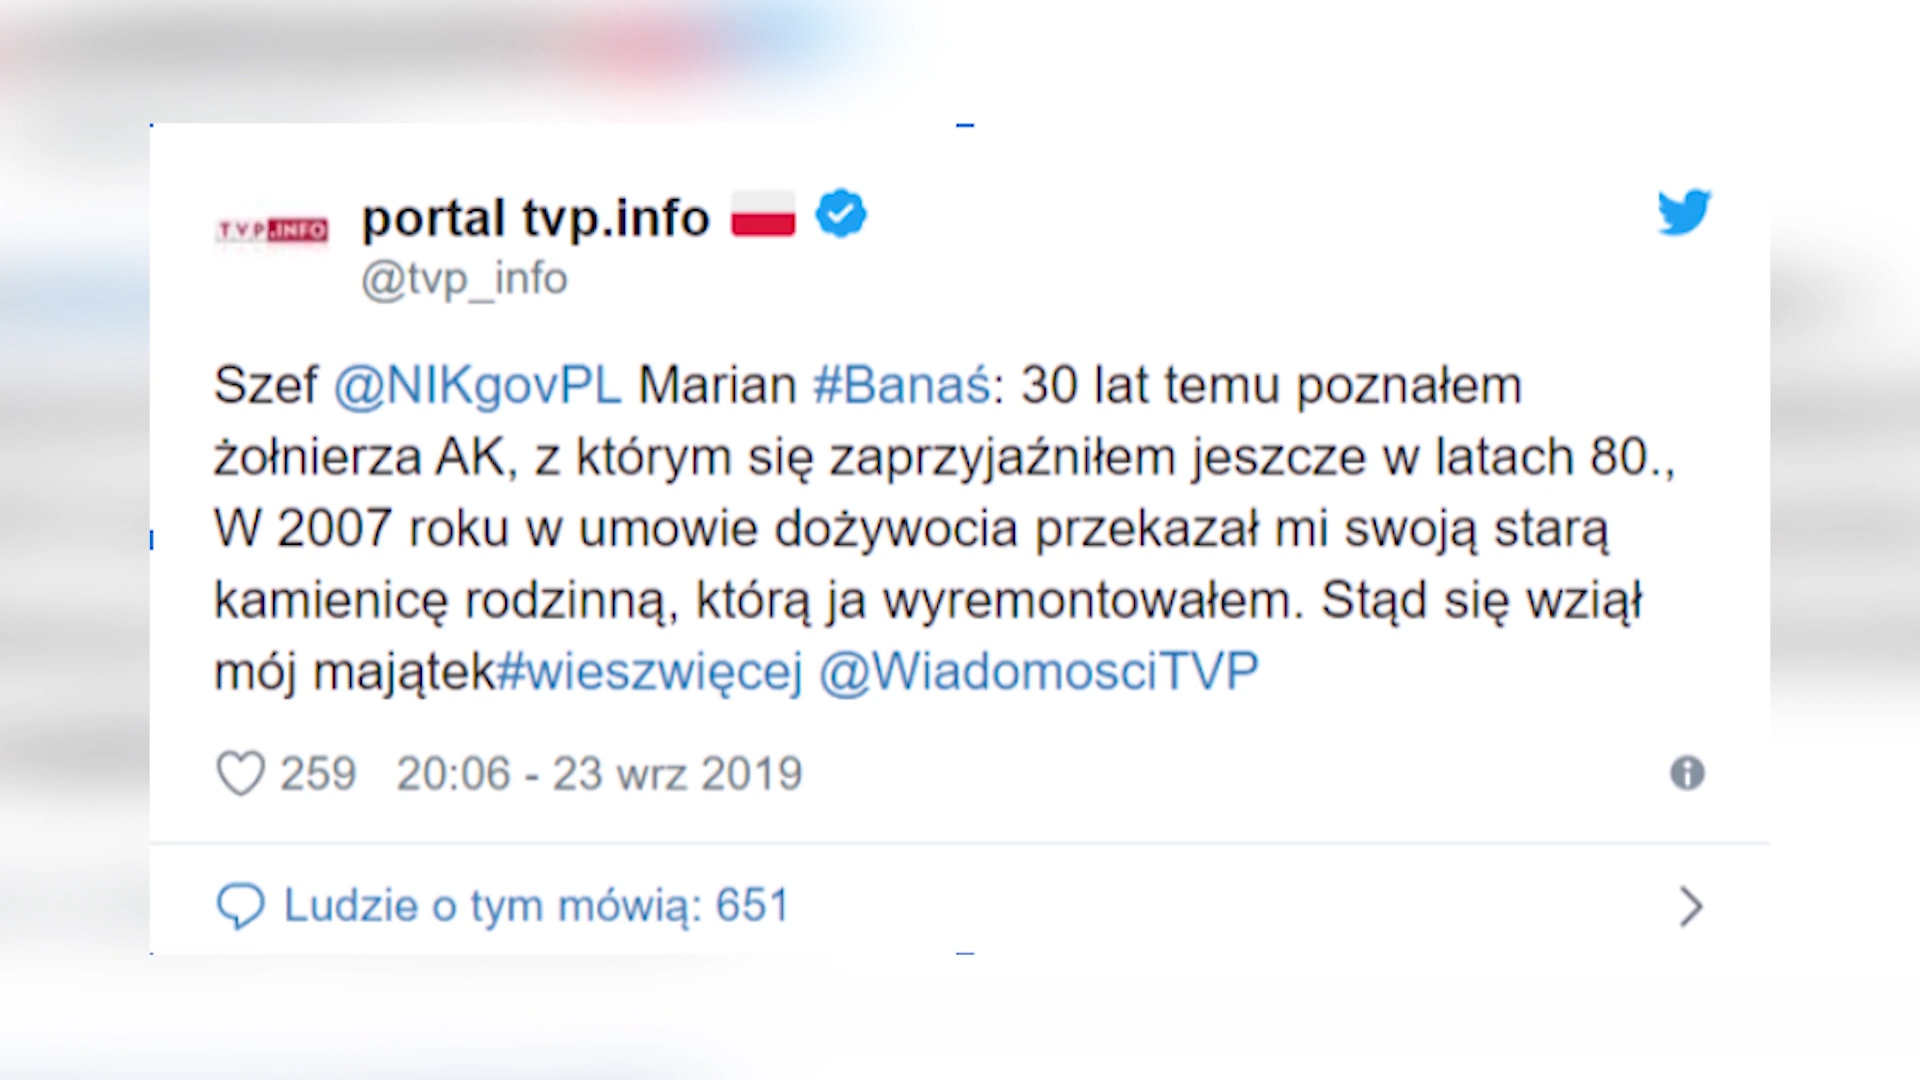 TVP.INFO
portal tvp.info
@tvp_info
Szef @NIKgovPL Marian #Banaś: 30 lat temu poznałem
żołnierza AK, z którym się zaprzyjaźniłem jeszcze w latach 80.,
W 2007 roku w umowie dożywocia przekazał mi swoją starą
kamienicę rodzinną, którą ja wyremontowałem. Stąd się wziął
mój majątek#wieszwięcej @WiadomosciTVP
259 20:06 - 23 wrz 2019
Ludzie o tym mówią: 651